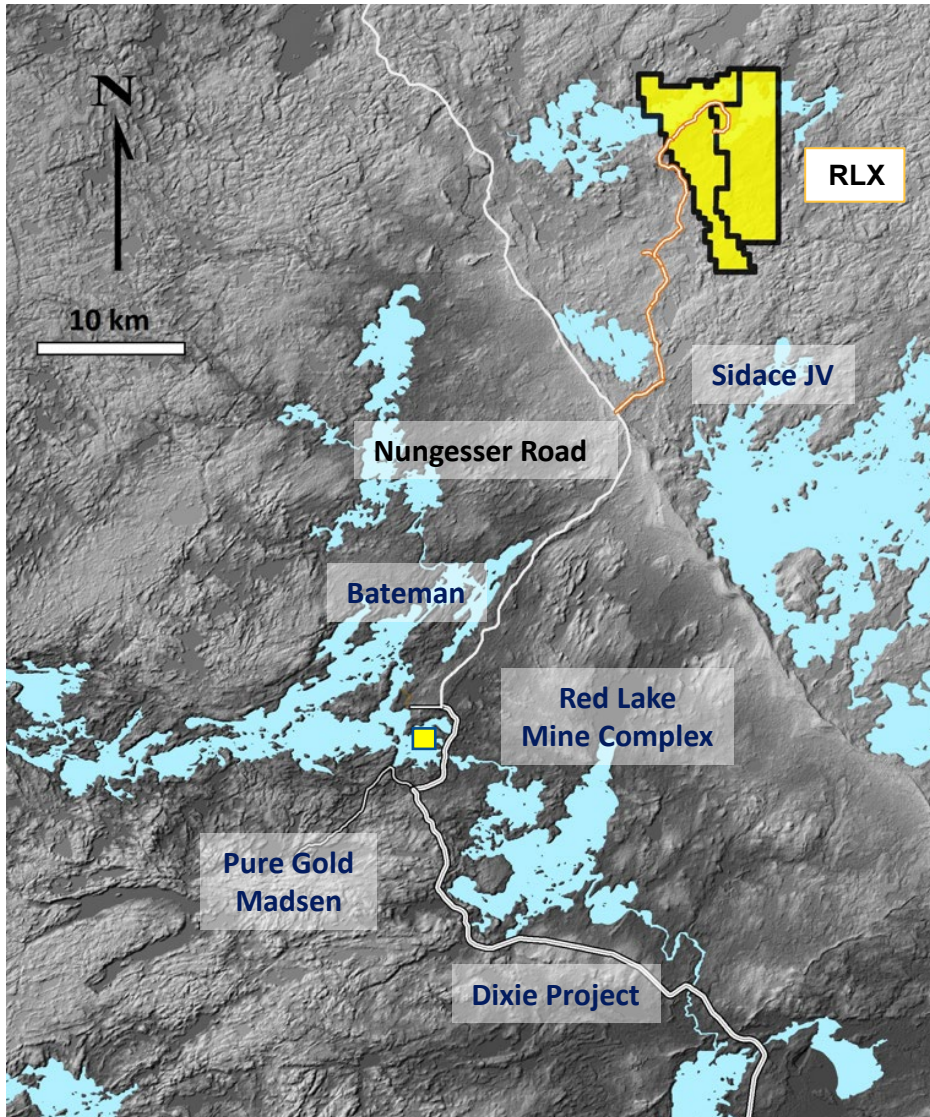 N
RLX
10 km
Sidace JV
Nungesser Road
Bateman
Red Lake
Mine Complex
Pure Gold
Madsen
Dixie Project